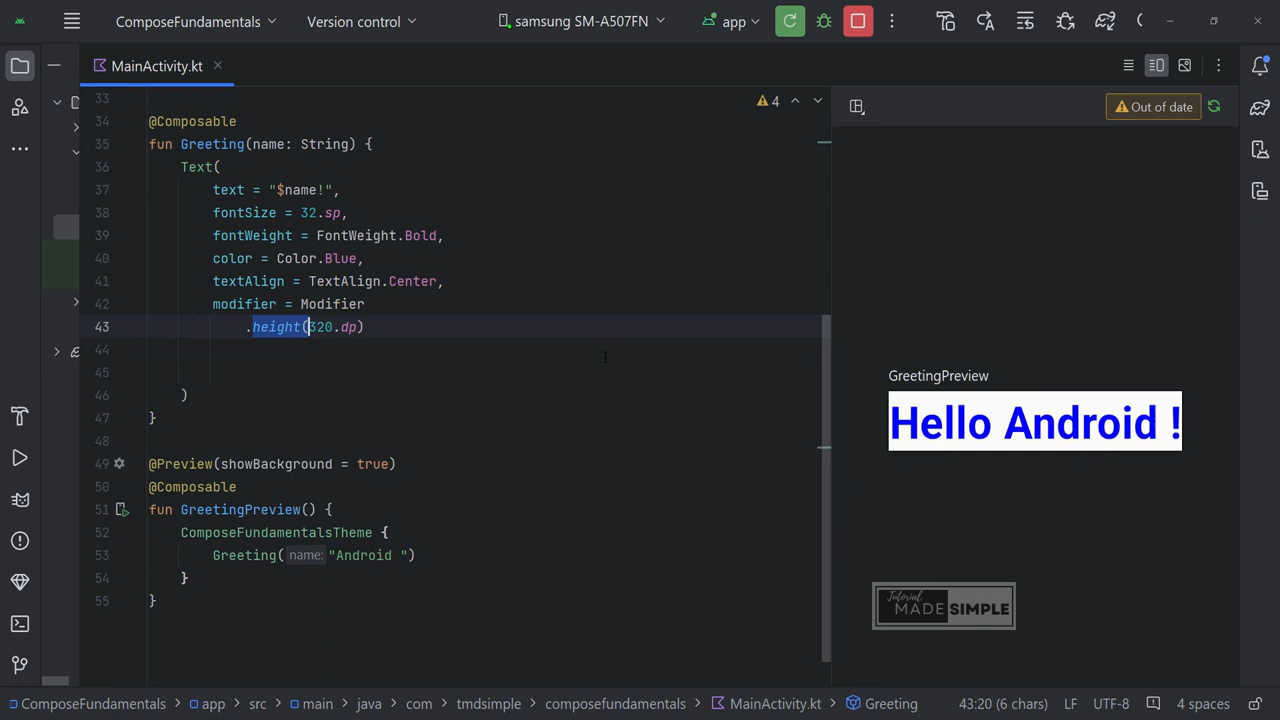 ComposeFundamentals Version control samsung SM-A507FN app
MainActivity.kt
4 Out of date
33
34 @Composable
35 fun Greeting(name: String) {
36 Text(
37 text = "$name!",
38 fontSize = 32.sp,
39 fontWeight = FontWeight.Bold,
40 color = Color.Blue,
41 textAlign = TextAlign.Center,
42 modifier = Modifier
43 .height(320.dp)
44
45
46 )
47 }
48
49 @Preview(showBackground = true)
50 @Composable
51 fun GreetingPreview() {
52 ComposeFundamentalsTheme {
53 Greeting( name: "Android ")
54 }
55 }
GreetingPreview
Hello Android !
Tutorial
MADE SIMPLE
ComposeFundamentals app src main java com tmdsimple composefundamentals MainActivity.kt Greeting 43:20 (6 chars) LF UTF-8 4 spaces